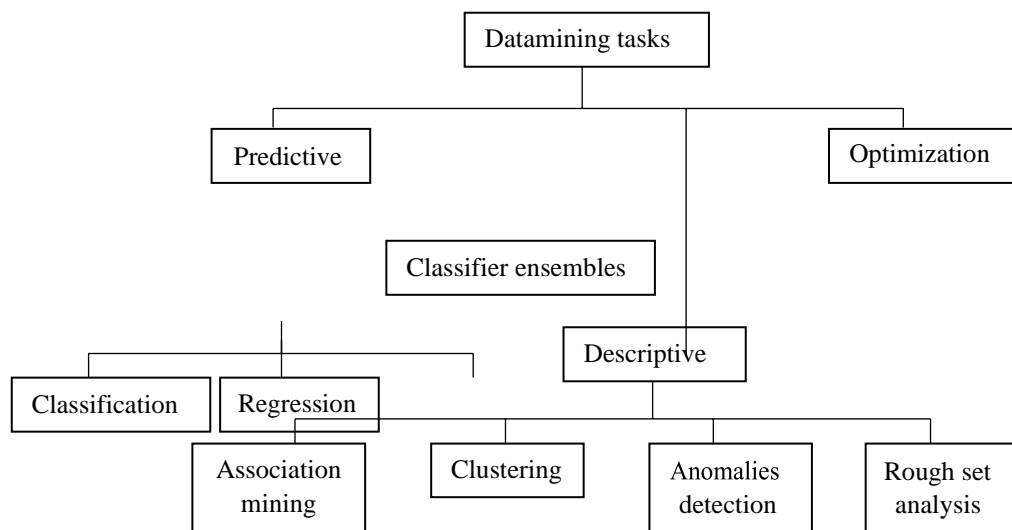 Datamining tasks
Predictive
Optimization
Classifier ensembles
Descriptive
Classification
Regression
Association
mining
Clustering
Anomalies
detection
Rough set
analysis